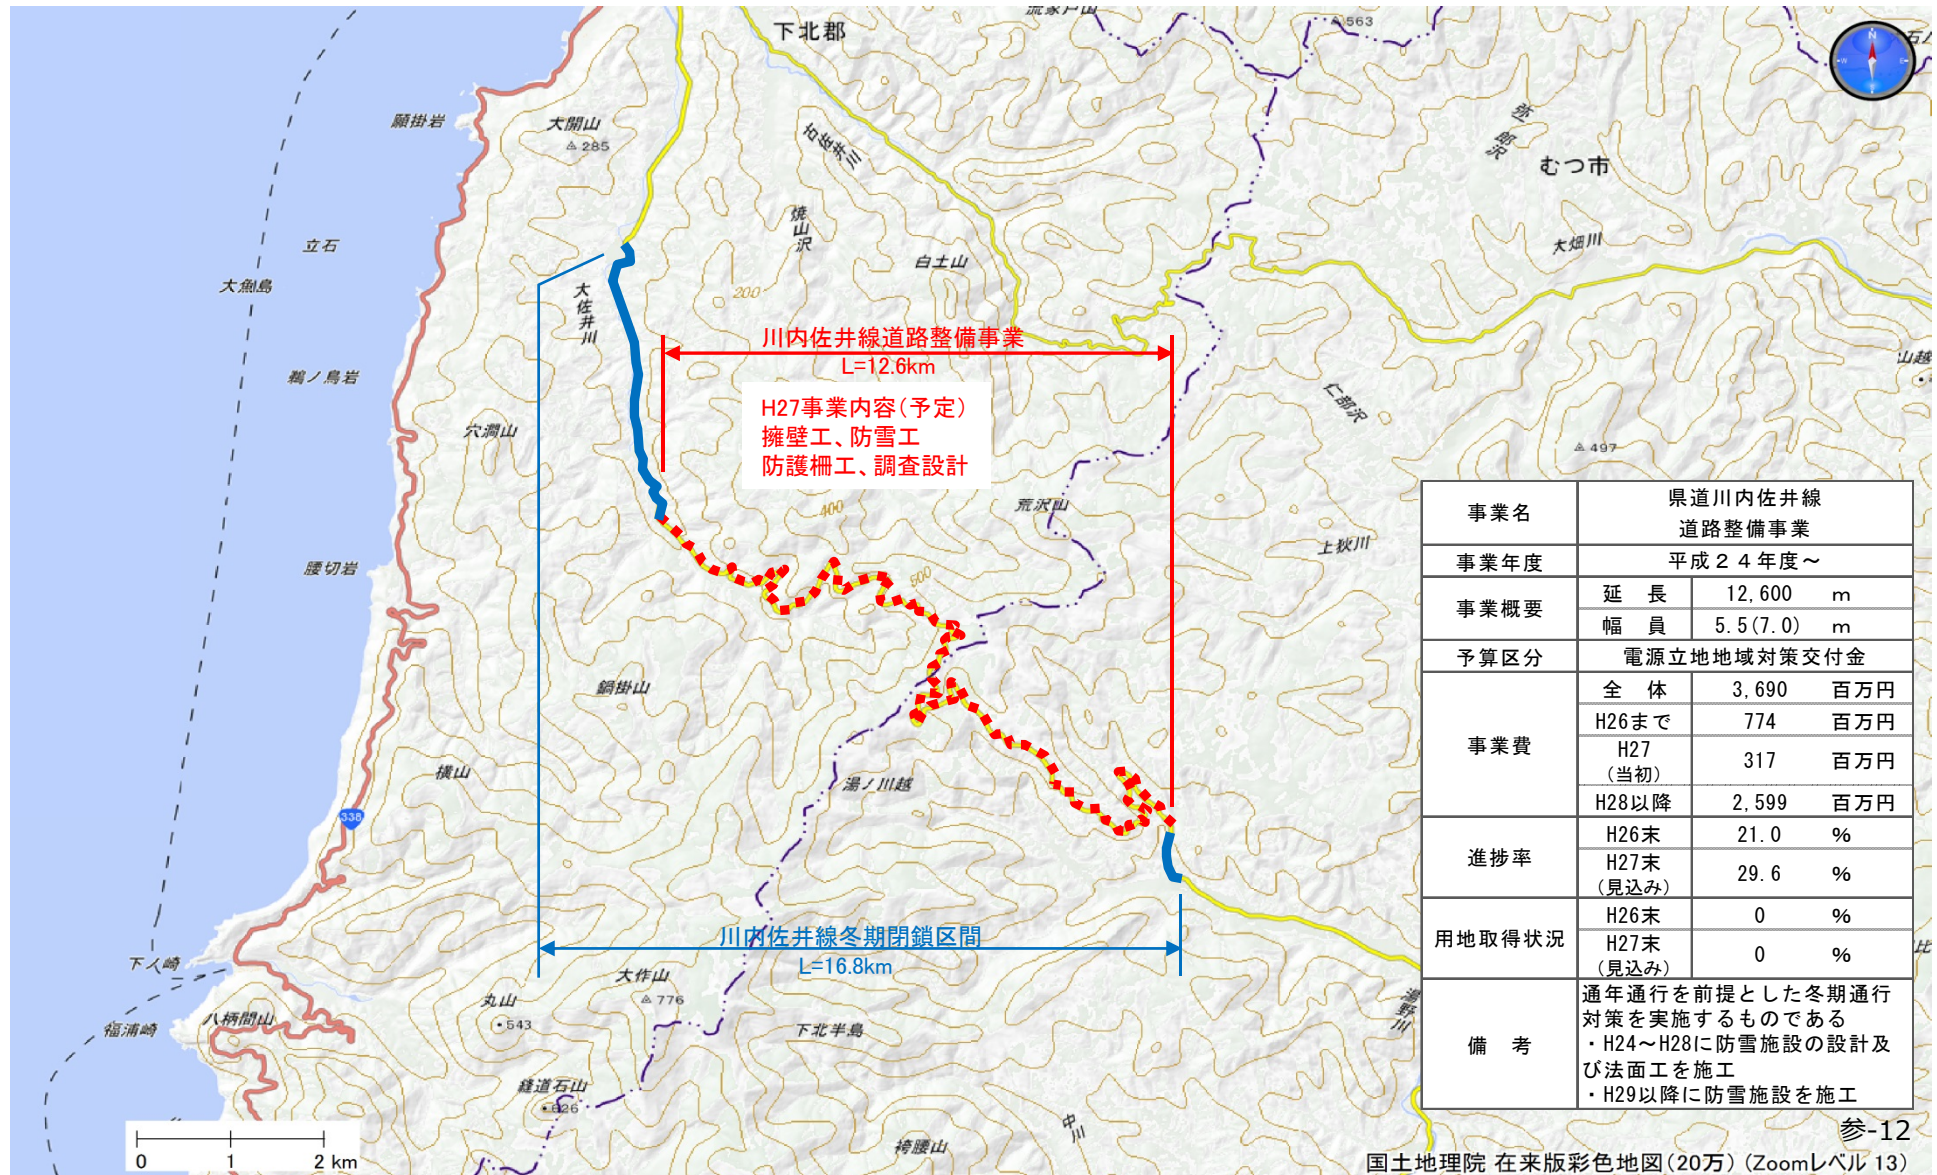 下北郡
563
願掛岩
大開山
285
古佐井川
弥一郎沢
むつ市
立石
焼山沢
白土山
大畑川
大魚島
大佐井川
200
川内佐井線道路整備事業
L=12.6km
鵜ノ鳥岩
山越
H27事業内容(予定)
擁壁工、防雪工
防護柵工、調査設計
仁部沢
穴澗山
497
400
荒沢山
上狄川
腰切岩
500
鍋掛山
横山
湯ノ川越
338
川内佐井線冬期閉鎖区間
L=16.8km
下人崎
大作山
776
丸山
543
湯野川
福浦崎
八柄間山
下北半島
縫道石山
626
中川
袴腰山
事業名 県道川内佐井線
道路整備事業
事業年度 平成24年度～
事業概要 延 長 12,600 m
幅 員 5.5(7.0) m
予算区分 電源立地地域対策交付金
事業費 全 体 3,690 百万円
H26まで 774 百万円
H27
(当初) 317 百万円
H28以降 2,599 百万円
進捗率 H26末 21.0 %
H27末
(見込み) 29.6 %
用地取得状況 H26末 0 %
H27末
(見込み) 0 %
備 考 通年通行を前提とした冬期通行
対策を実施するものである
・H24～H28に防雪施設の設計及
び法面工を施工
・H29以降に防雪施設を施工
参-12
0 1 2 km
国土地理院 在来版彩色地図(20万) (Zoomレベル 13)